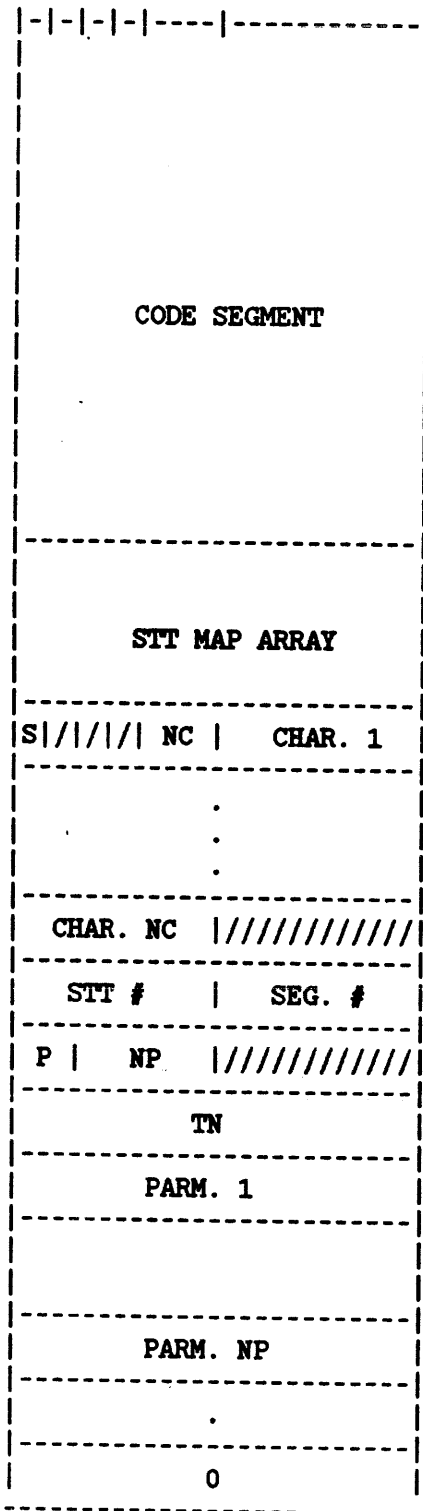 |-|-|-|-|----|------------
CODE SEGMENT
STT MAP ARRAY
S|/|/|/| NC | CHAR. 1
.
.
.
CHAR. NC |////////////
STT # | SEG. #
P | NP |////////////
TN
PARM. 1
PARM. NP
.
0